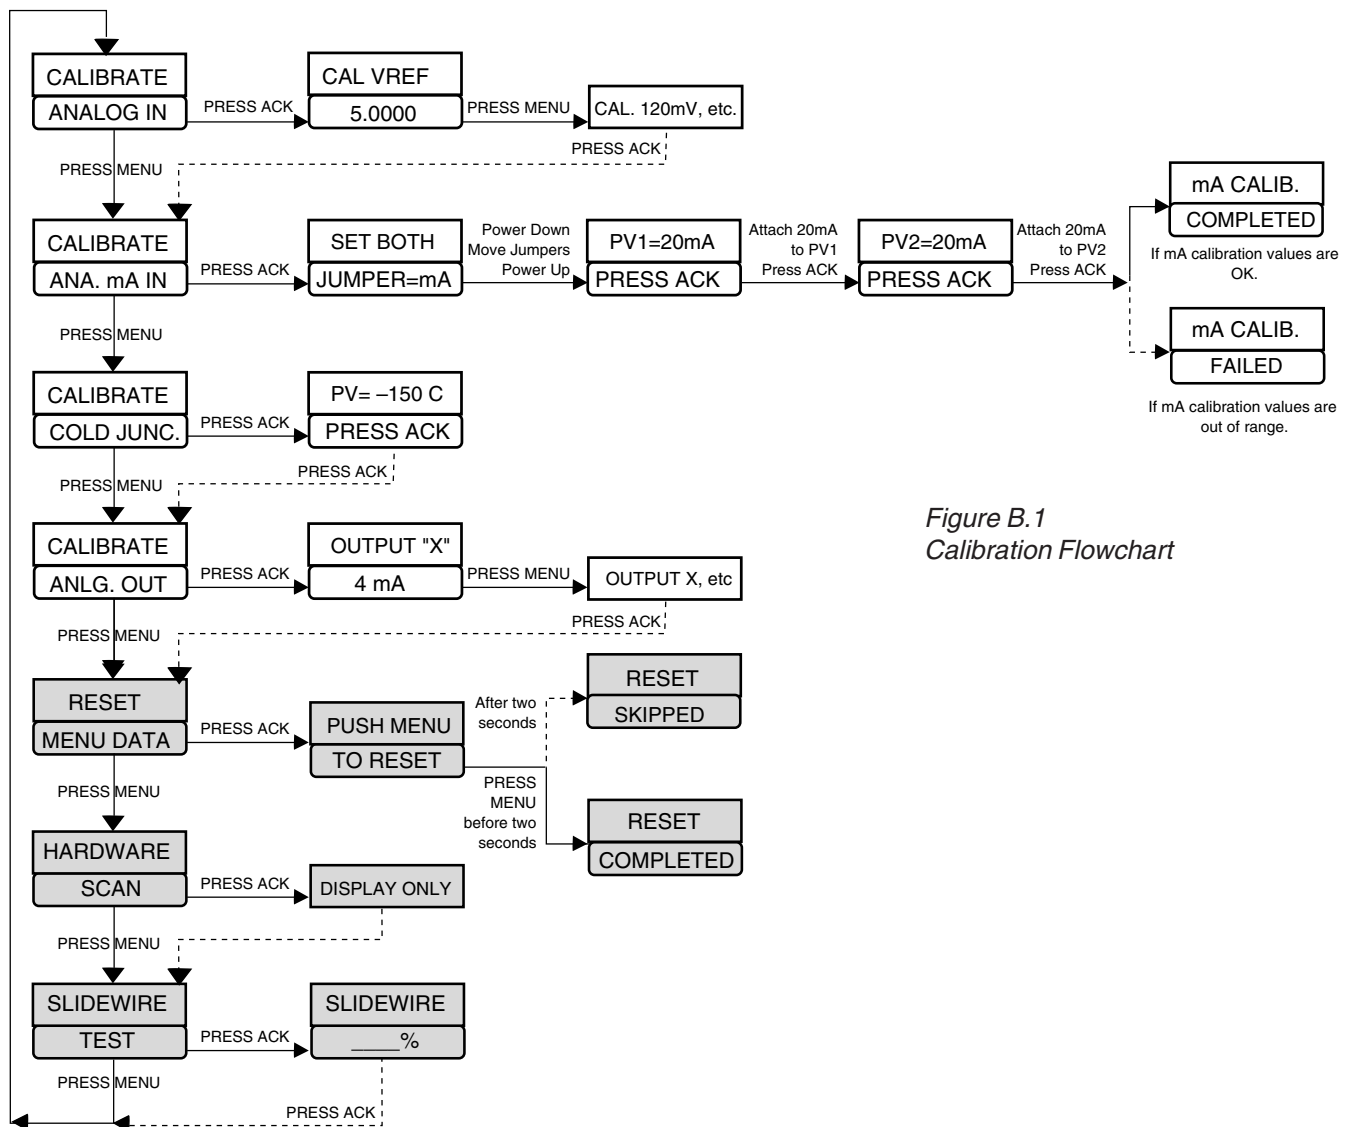 CALIBRATE
ANALOG IN
PRESS ACK
CAL VREF
5.0000
PRESS MENU
CAL. 120mV, etc.
PRESS ACK
PRESS MENU
CALIBRATE
ANA. mA IN
PRESS ACK
SET BOTH
JUMPER=mA
Power Down
Move Jumpers
Power Up
PV1=20mA
PRESS ACK
Attach 20mA
to PV1
Press ACK
PV2=20mA
PRESS ACK
Attach 20mA
to PV2
Press ACK
mA CALIB.
COMPLETED
If mA calibration values are
OK.
mA CALIB.
FAILED
If mA calibration values are
out of range.
PRESS MENU
CALIBRATE
COLD JUNC.
PRESS ACK
PV= –150 C
PRESS ACK
PRESS ACK
PRESS MENU
CALIBRATE
ANLG. OUT
PRESS ACK
OUTPUT "X"
4 mA
PRESS MENU
OUTPUT X, etc
PRESS ACK
Figure B.1
Calibration Flowchart
PRESS MENU
RESET
MENU DATA
PRESS ACK
PUSH MENU
TO RESET
After two
seconds
RESET
SKIPPED
PRESS
MENU
before two
seconds
RESET
COMPLETED
PRESS MENU
HARDWARE
SCAN
PRESS ACK
DISPLAY ONLY
PRESS MENU
SLIDEWIRE
TEST
PRESS ACK
SLIDEWIRE
____%
PRESS MENU
PRESS ACK